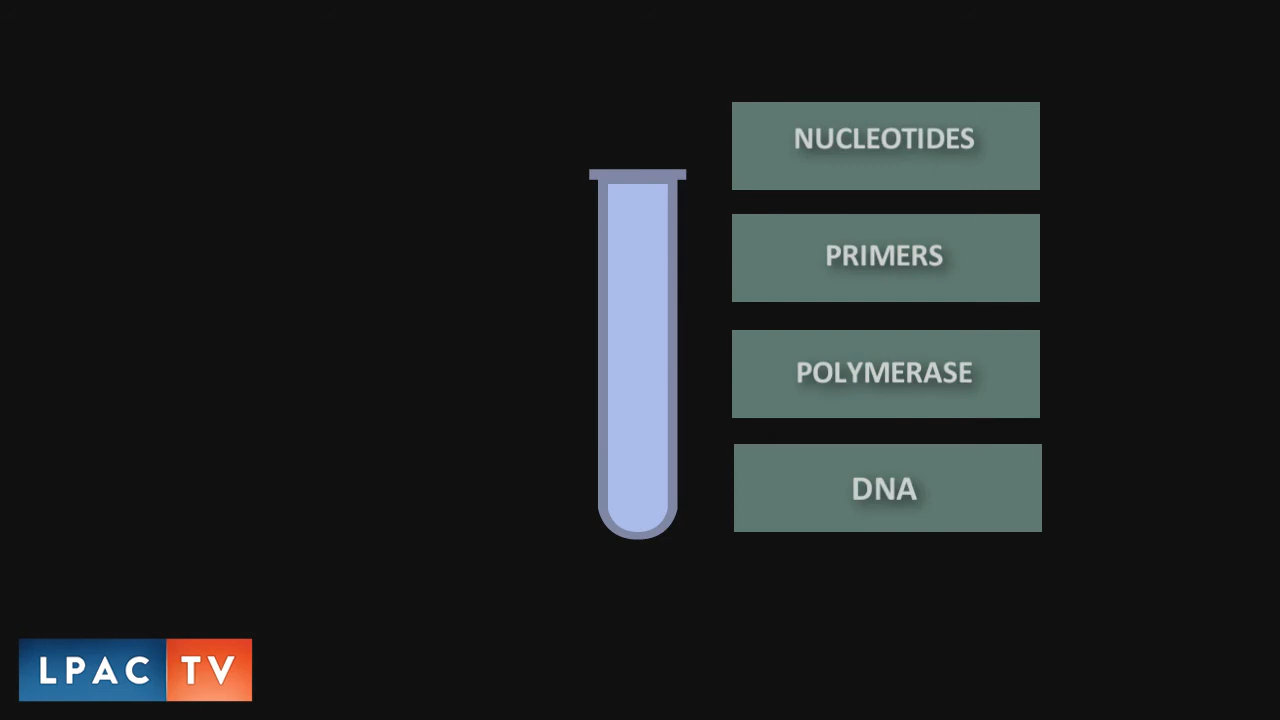 NUCLEOTIDES
PRIMERS
POLYMERASE
DNA
LPAC TV